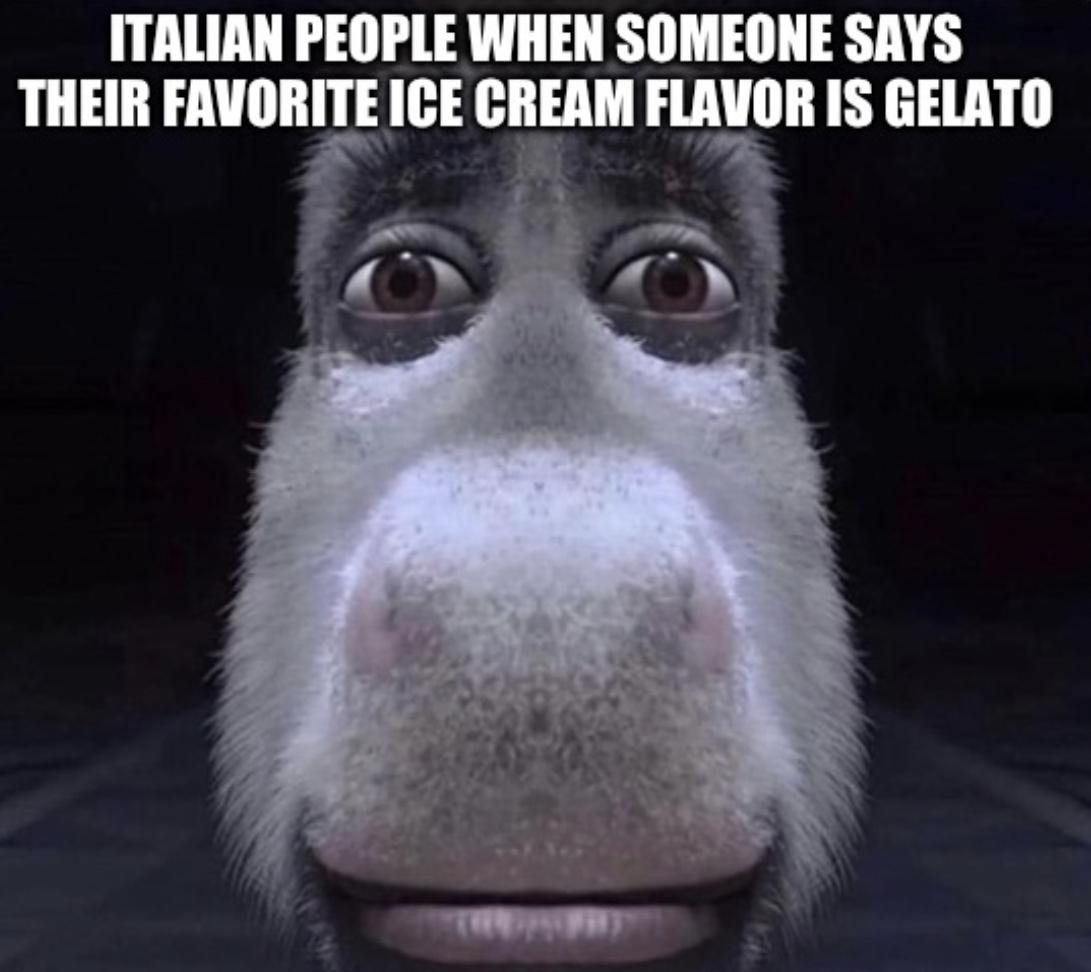 ITALIAN PEOPLE WHEN SOMEONE SAYS
THEIR FAVORITE ICE CREAM FLAVOR IS GELATO